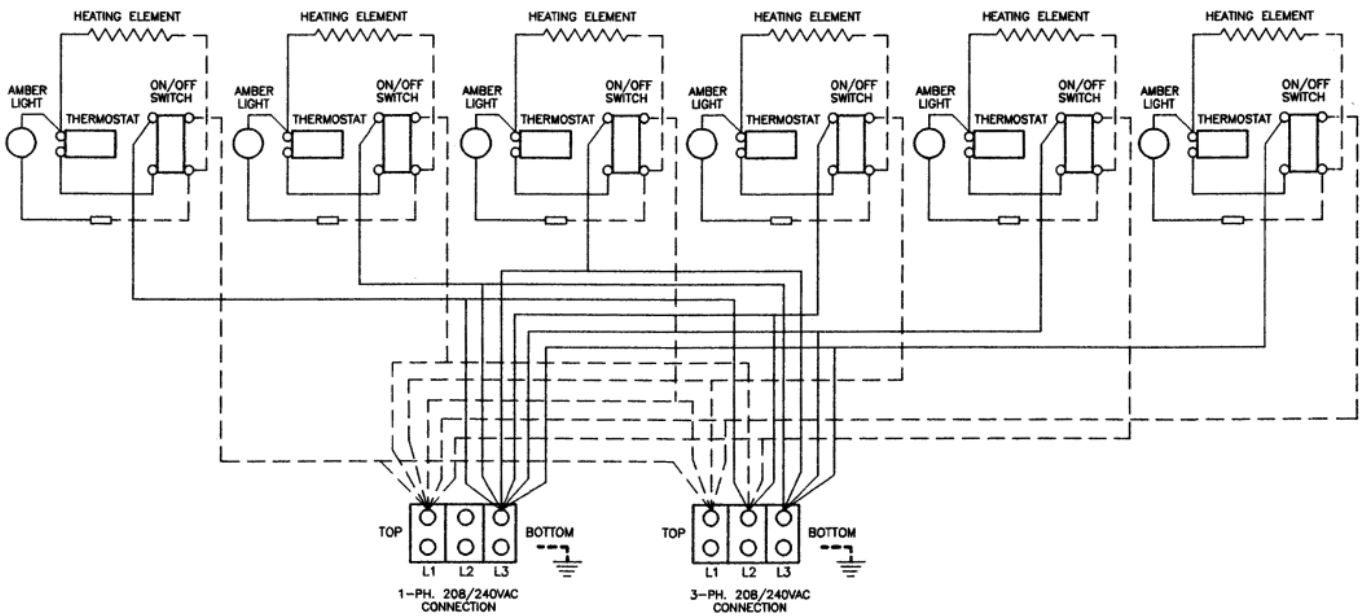 HEATING ELEMENT
HEATING ELEMENT
HEATING ELEMENT
HEATING ELEMENT
HEATING ELEMENT
HEATING ELEMENT
AMBER
LIGHT
THERMOSTAT
ON/OFF
SWITCH
AMBER
LIGHT
THERMOSTAT
ON/OFF
SWITCH
AMBER
LIGHT
THERMOSTAT
ON/OFF
SWITCH
AMBER
LIGHT
THERMOSTAT
ON/OFF
SWITCH
AMBER
LIGHT
THERMOSTAT
ON/OFF
SWITCH
AMBER
LIGHT
THERMOSTAT
ON/OFF
SWITCH
TOP
BOTTOM
L1 L2 L3
1-PH. 208/240VAC
CONNECTION
TOP
BOTTOM
L1 L2 L3
3-PH. 208/240VAC
CONNECTION